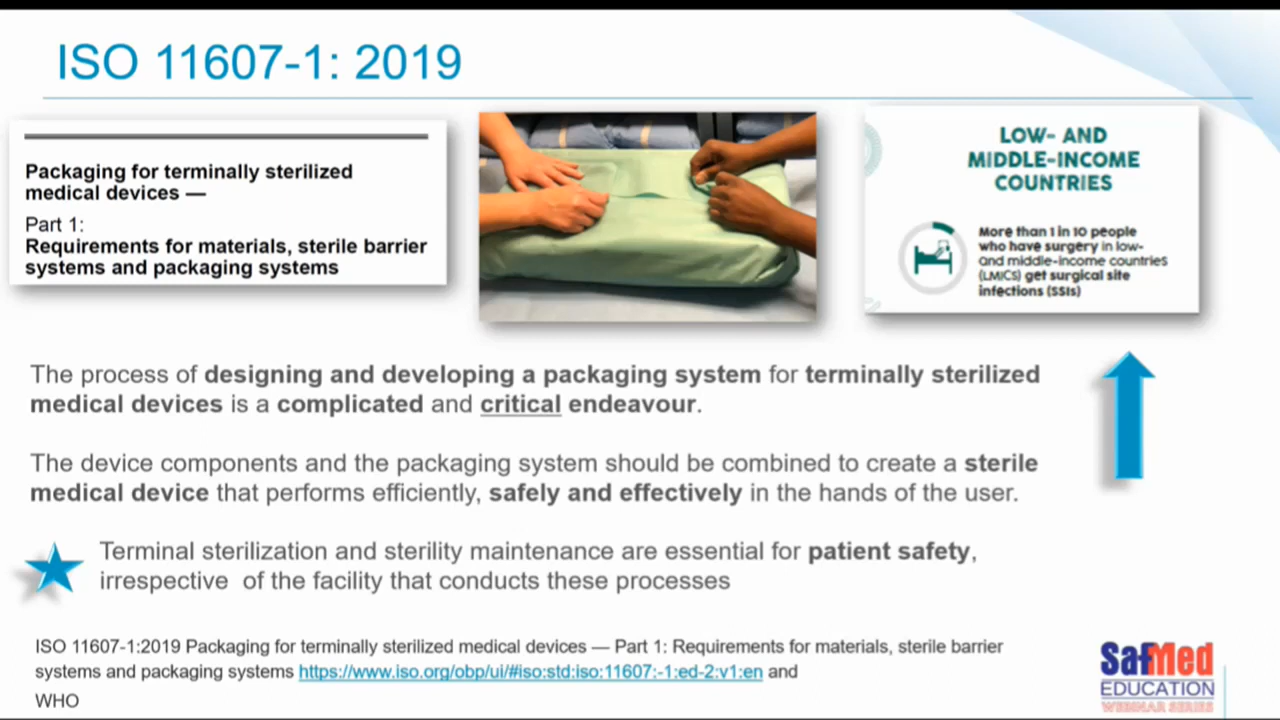 ISO 11607-1: 2019
Packaging for terminally sterilized
medical devices —
Part 1:
Requirements for materials, sterile barrier
systems and packaging systems
LOW- AND
MIDDLE-INCOME
COUNTRIES
More than 1 in 10 people
who have surgery in low-
and middle-income countries
(LMICs) get surgical site
infections (SSIs)
The process of designing and developing a packaging system for terminally sterilized
medical devices is a complicated and critical endeavour.
The device components and the packaging system should be combined to create a sterile
medical device that performs efficiently, safely and effectively in the hands of the user.
Terminal sterilization and sterility maintenance are essential for patient safety,
irrespective of the facility that conducts these processes
ISO 11607-1:2019 Packaging for terminally sterilized medical devices — Part 1: Requirements for materials, sterile barrier
systems and packaging systems https://www.iso.org/obp/ui/#iso:std:iso:11607:-1:ed-2:v1:en and
WHO
SafMed
EDUCATION
WEBINAR SERIES